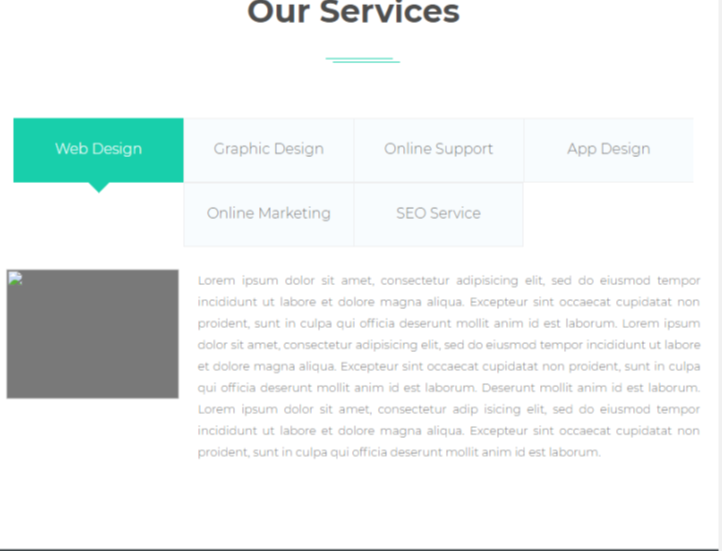 Our Services
Web Design
Graphic Design
Online Support
App Design
Online Marketing
SEO Service
Lorem ipsum dolor sit amet, consectetur adipisicing elit, sed do eiusmod tempor
incididunt ut labore et dolore magna aliqua. Excepteur sint occaecat cupidatat non
proident, sunt in culpa qui officia deserunt mollit anim id est laborum. Lorem ipsum
dolor sit amet, consectetur adipisicing elit, sed do eiusmod tempor incididunt ut labore
et dolore magna aliqua. Excepteur sint occaecat cupidatat non proident, sunt in culpa
qui officia deserunt mollit anim id est laborum. Deserunt mollit anim id est laborum.
Lorem ipsum dolor sit amet, consectetur adip isicing elit, sed do eiusmod tempor
incididunt ut labore et dolore magna aliqua. Excepteur sint occaecat cupidatat non
proident, sunt in culpa qui officia deserunt mollit anim id est laborum.